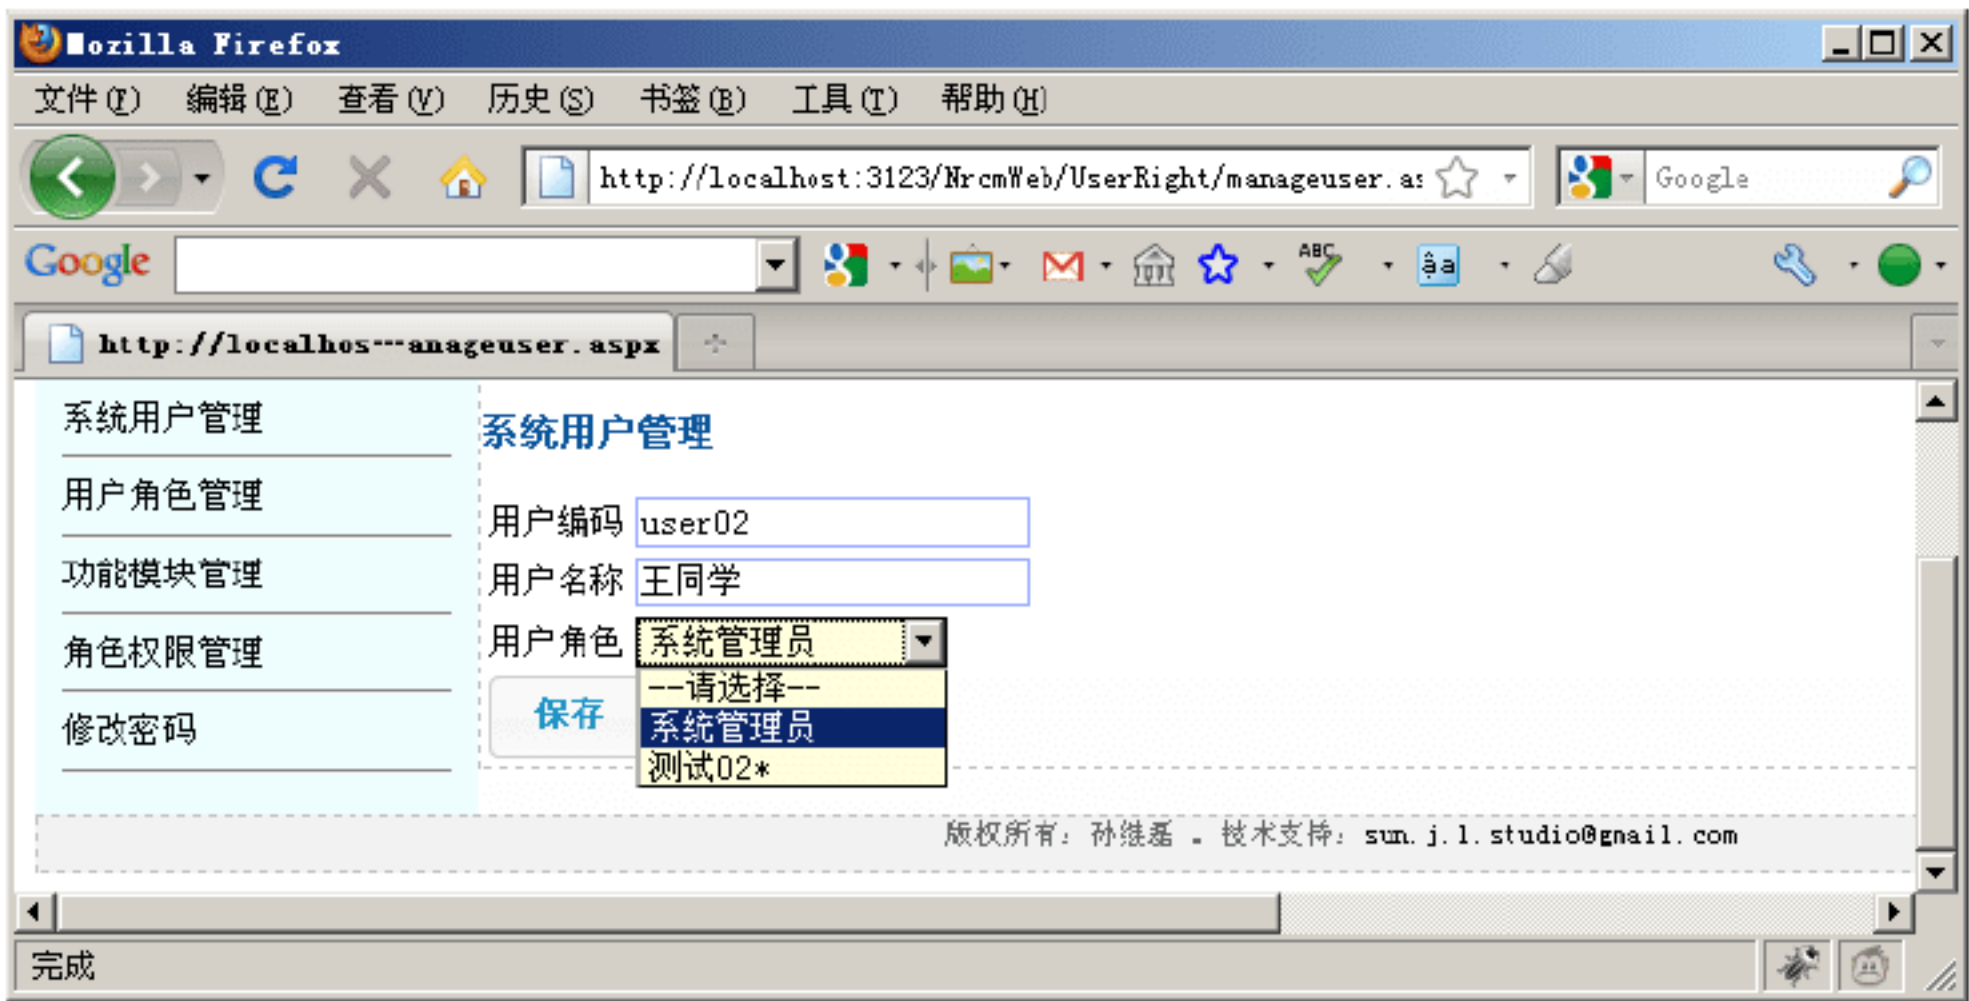 Mozilla Firefox
文件(F) 编辑(E) 查看(V) 历史(S) 书签(B) 工具(T) 帮助(H)
http://localhost:3123/NrcmWeb/UserRight/manageuser.as Google
Google ABC âa
http://localhos…anageuser.aspx
系统用户管理
用户角色管理
功能模块管理
角色权限管理
修改密码
系统用户管理
用户编码 user02
用户名称 王同学
用户角色 系统管理员
--请选择--
系统管理员
测试02*
保存
版权所有：孙继磊 。技术支持：sun.j.l.studio@gmail.com
完成